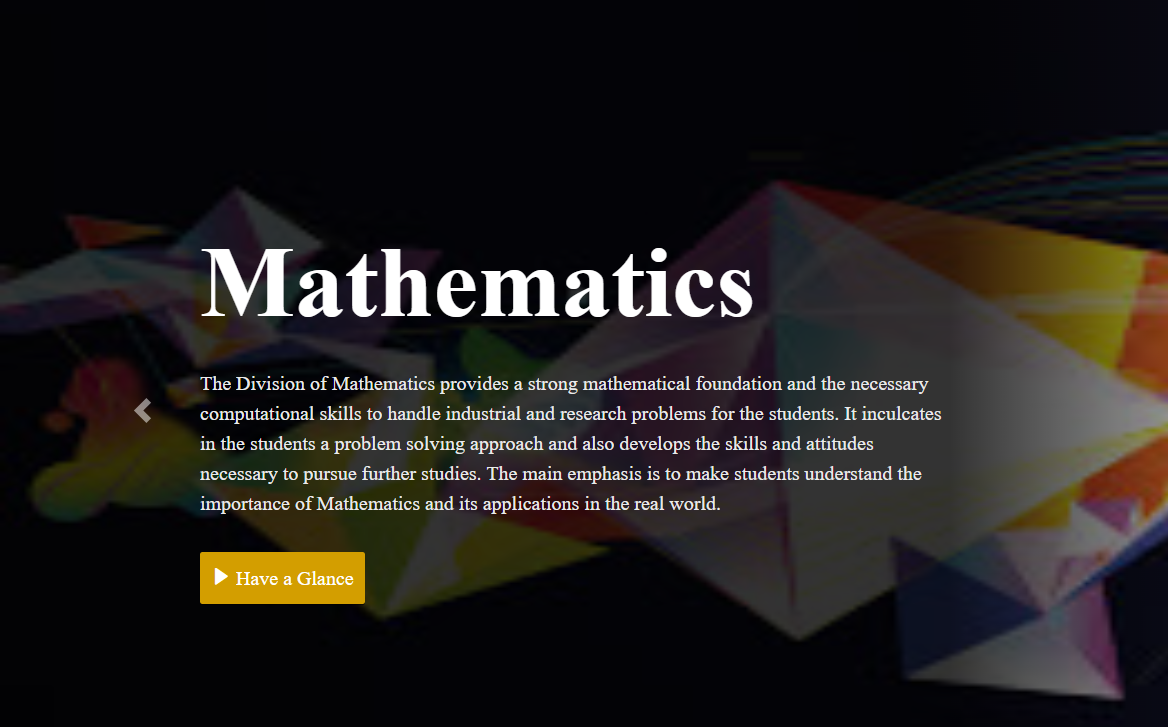 Mathematics
The Division of Mathematics provides a strong mathematical foundation and the necessary
computational skills to handle industrial and research problems for the students. It inculcates
in the students a problem solving approach and also develops the skills and attitudes
necessary to pursue further studies. The main emphasis is to make students understand the
importance of Mathematics and its applications in the real world.
Have a Glance